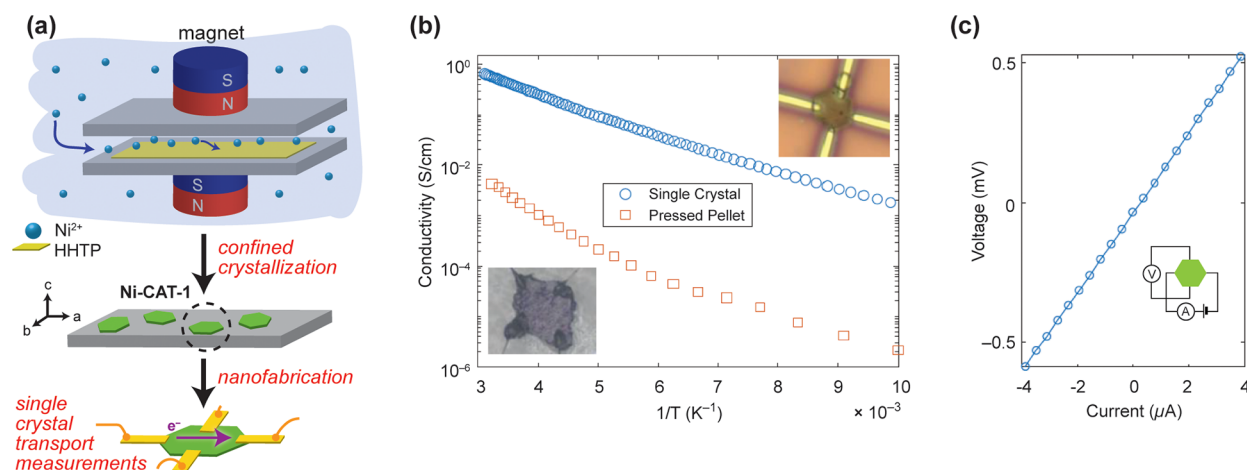 (a)
magnet
S
N
S
N
Ni²⁺
HHTP
confined
crystallization
Ni-CAT-1
c
a
b
nanofabrication
single
crystal
transport
measurements
e⁻
(b)
Conductivity (S/cm)
10⁰
10⁻²
10⁻⁴
10⁻⁶
Single Crystal
Pressed Pellet
3 4 5 6 7 8 9 10
1/T (K⁻¹)
× 10⁻³
(c)
Voltage (mV)
0.5
0
–0.5
V
A
–4 –2 0 2 4
Current (µA)